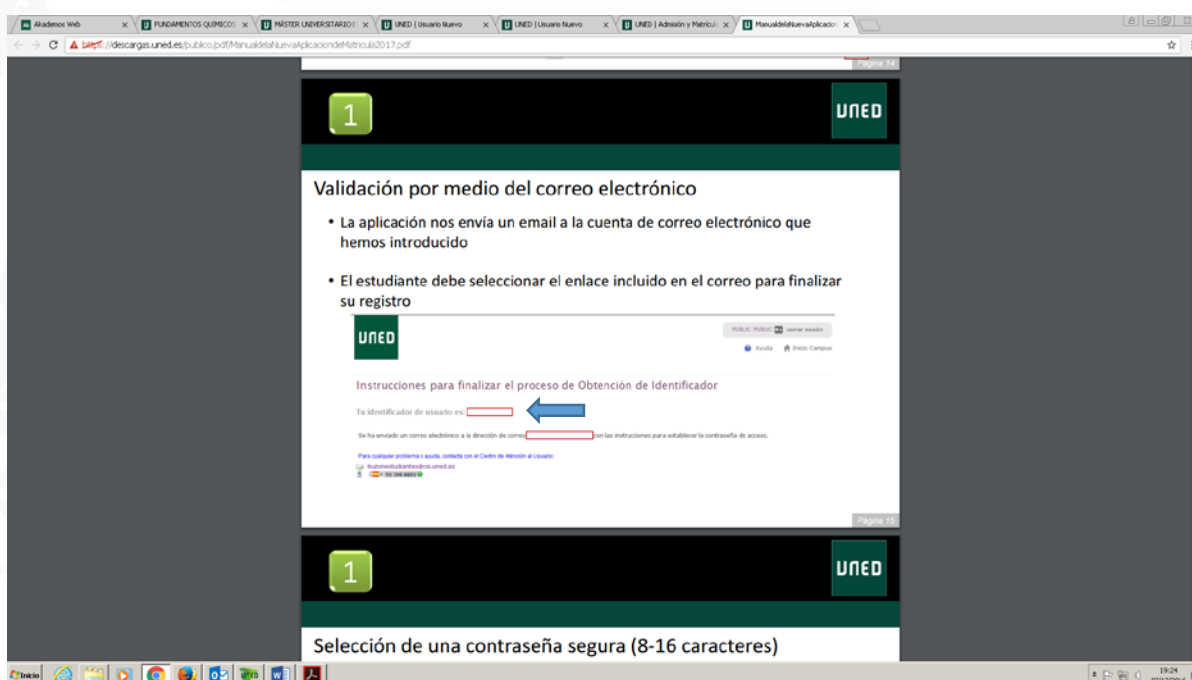 Akademos Web
FUNDAMENTOS QUÍMICOS
MÁSTER UNIVERSITARIO E
UNED | Usuario Nuevo
UNED | Usuario Nuevo
UNED | Admisión y Matrícul
ManualdelaNuevaAplicacion
https://descargas.uned.es/publico/pdf/ManualdelaNuevaAplicaciondeMatricula2017.pdf
Página 14
1
UNED
Validación por medio del correo electrónico
• La aplicación nos envía un email a la cuenta de correo electrónico que
hemos introducido
• El estudiante debe seleccionar el enlace incluido en el correo para finalizar
su registro
UNED
PUBLIC PUBLIC cerrar sesión
Ayuda Inicio Campus
Instrucciones para finalizar el proceso de Obtención de Identificador
Tu identificador de usuario es:
Se ha enviado un correo electrónico a la dirección de correo con las instrucciones para establecer la contraseña de acceso.
Para cualquier problema o ayuda, contacta con el Centro de Atención al Usuario:
Página 15
1
UNED
Selección de una contraseña segura (8-16 caracteres)
Inicio
19:24